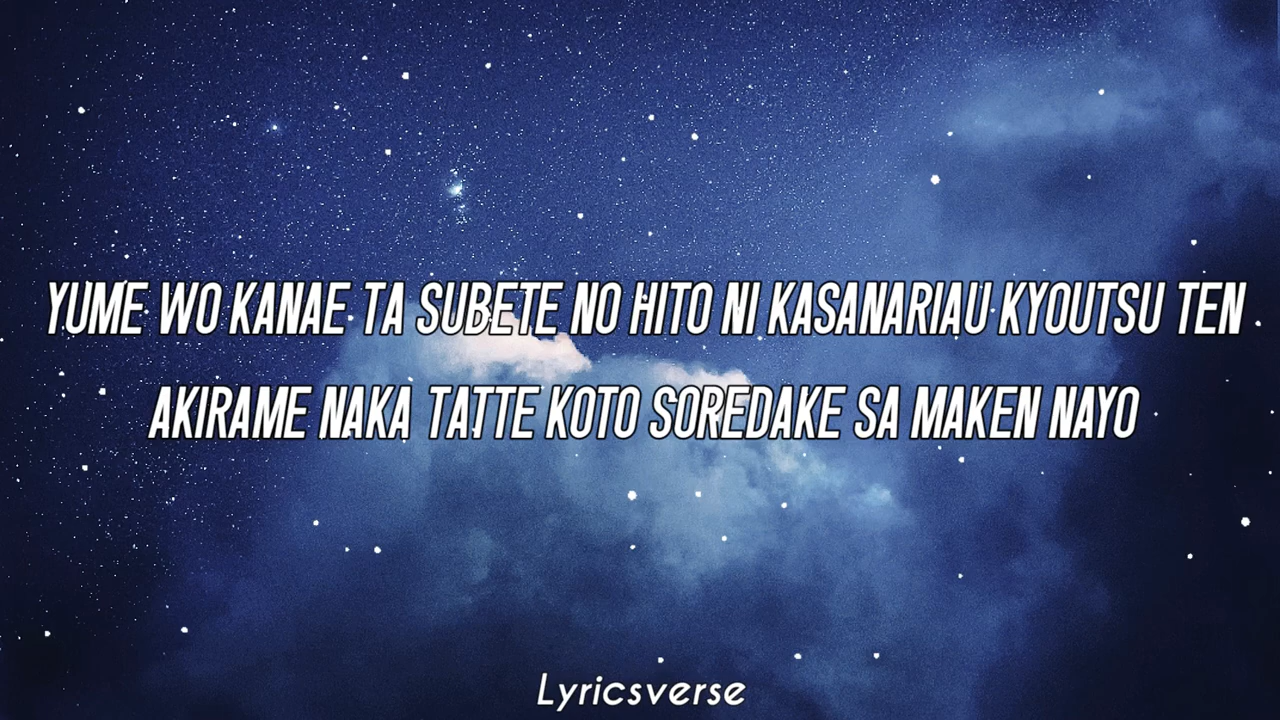 YUME WO KANAE TA SUBETE NO HITO NI KASANARIAU KYOUTSU TEN
AKIRAME NAKA TATTE KOTO SOREDAKE SA MAKEN NAYO
Lyricsverse